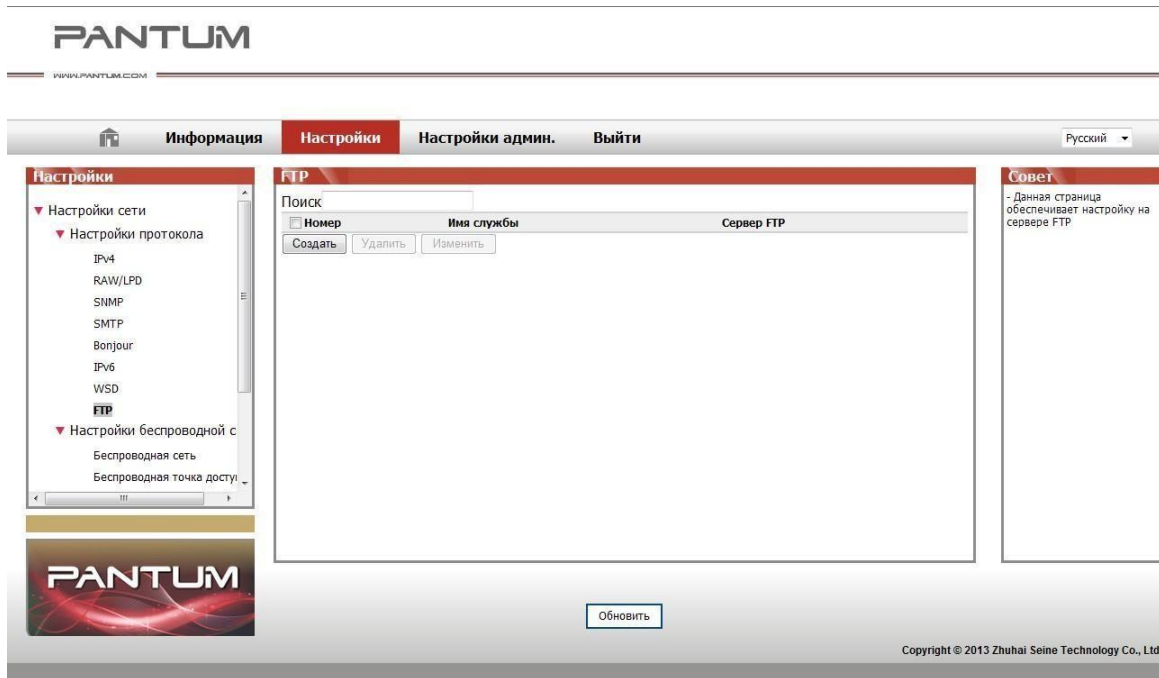 PANTUM
WWW.PANTUM.COM
Информация Настройки Настройки админ. Выйти Русский
Настройки
Настройки сети
Настройки протокола
IPv4
RAW/LPD
SNMP
SMTP
Bonjour
IPv6
WSD
FTP
Настройки беспроводной с
Беспроводная сеть
Беспроводная точка досту
PANTUM
FTP
Поиск
Номер Имя службы Сервер FTP
Создать Удалить Изменить
Обновить
Совет
- Данная страница
обеспечивает настройку на
сервере FTP
Copyright © 2013 Zhuhai Seine Technology Co., Ltd